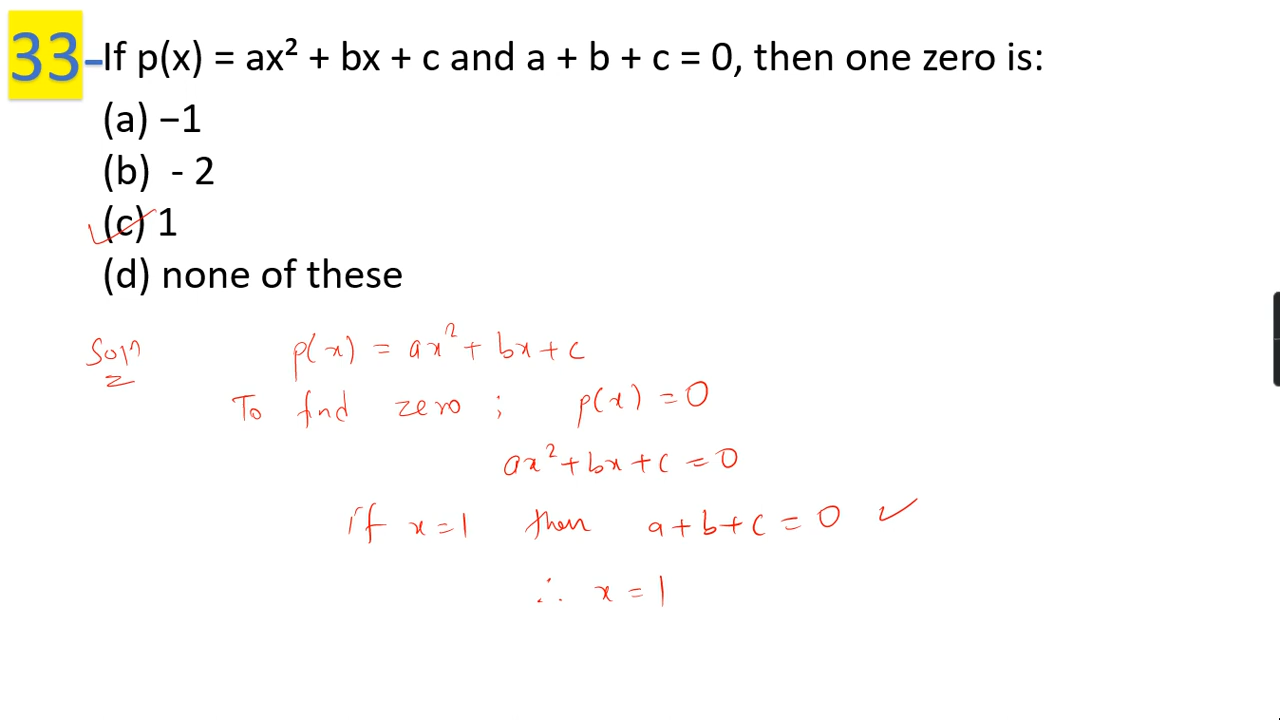 33- If p(x) = ax² + bx + c and a + b + c = 0, then one zero is:
(a) −1
(b) - 2
(c) 1
(d) none of these
Solⁿ p(x) = ax² + bx + c
To find zero ; p(x) = 0
ax² + bx + c = 0
if x = 1 then a + b + c = 0 ✓
∴ x = 1